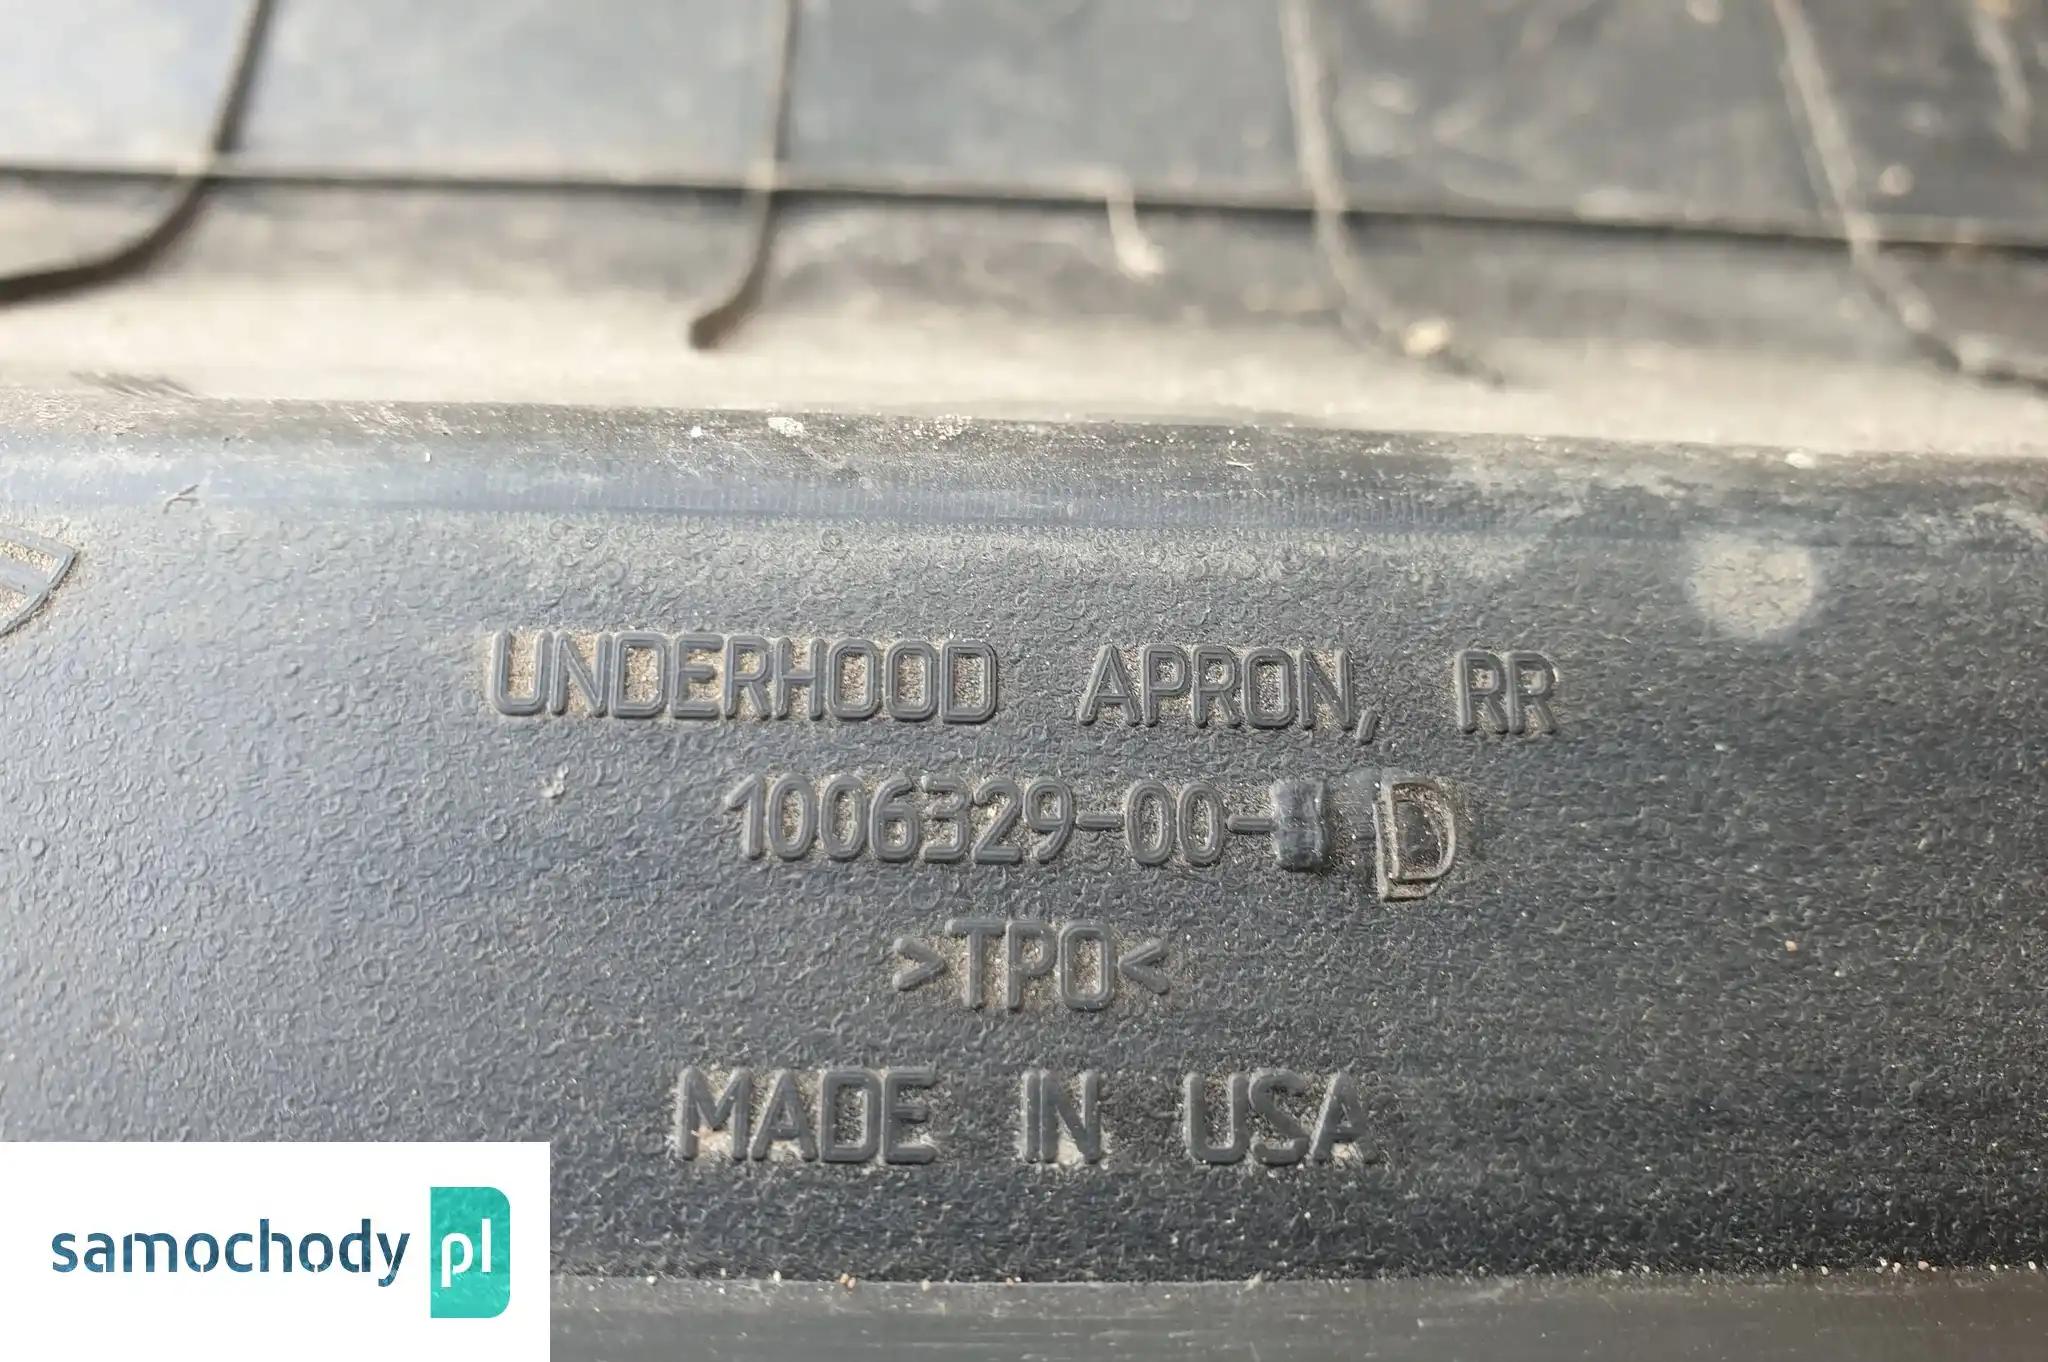 UNDERHOOD APRON, RR
1006329-00- D
>TPO<
MADE IN USA
samochody pl